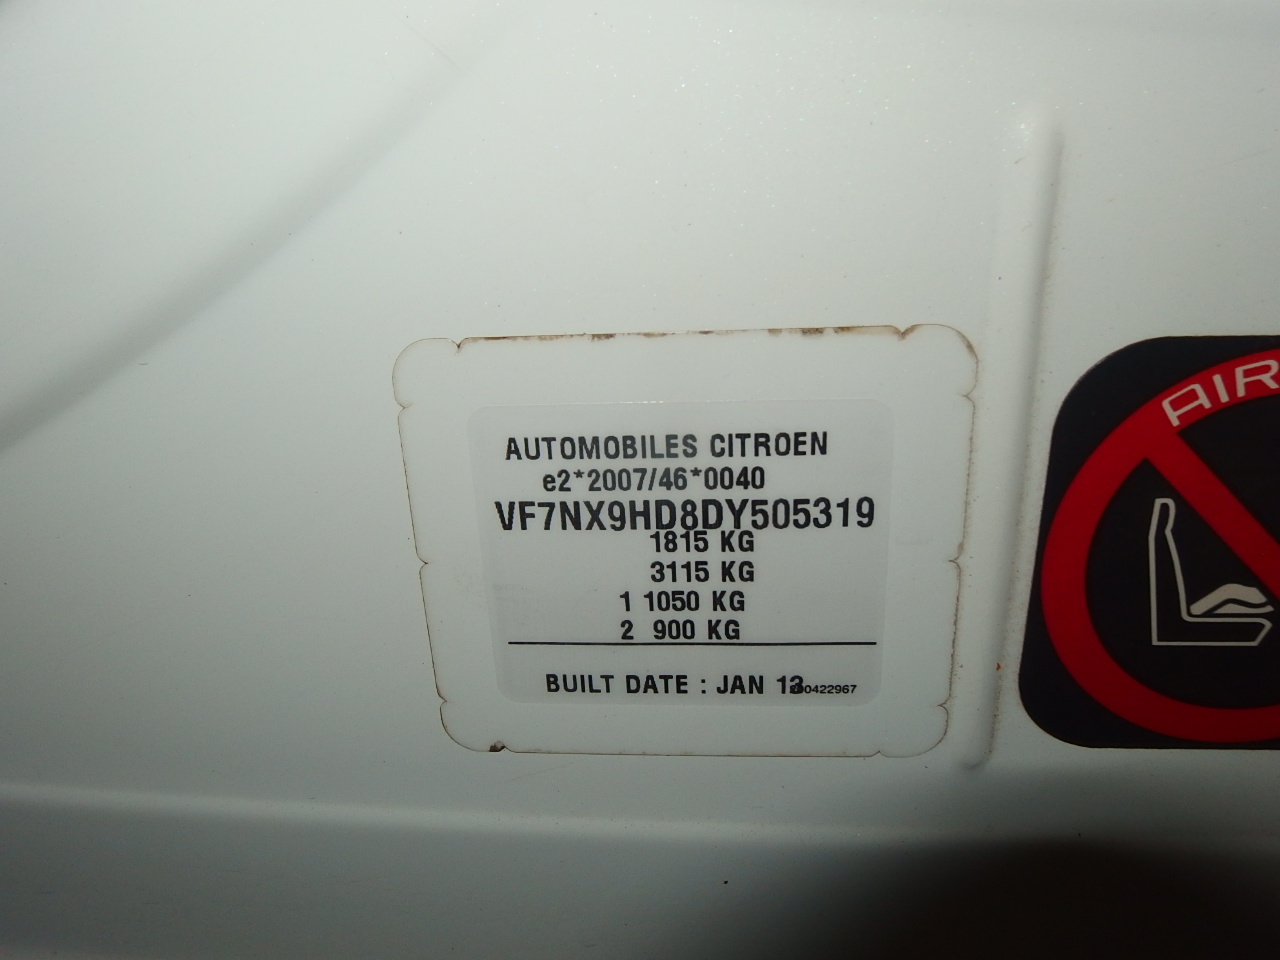 AUTOMOBILES CITROEN
e2*2007/46*0040
VF7NX9HD8DY505319
1815 KG
3115 KG
1 1050 KG
2 900 KG
BUILT DATE : JAN 13
AIR